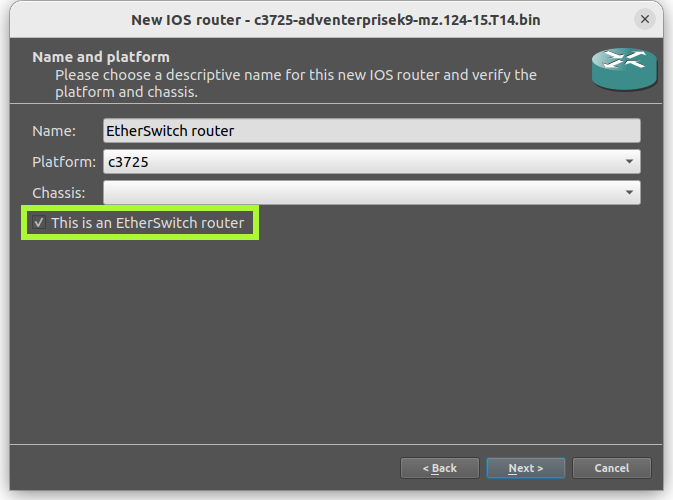 New IOS router - c3725-adventerprisek9-mz.124-15.T14.bin
Name and platform
Please choose a descriptive name for this new IOS router and verify the
platform and chassis.
Name: EtherSwitch router
Platform: c3725
Chassis:
This is an EtherSwitch router
< Back Next > Cancel